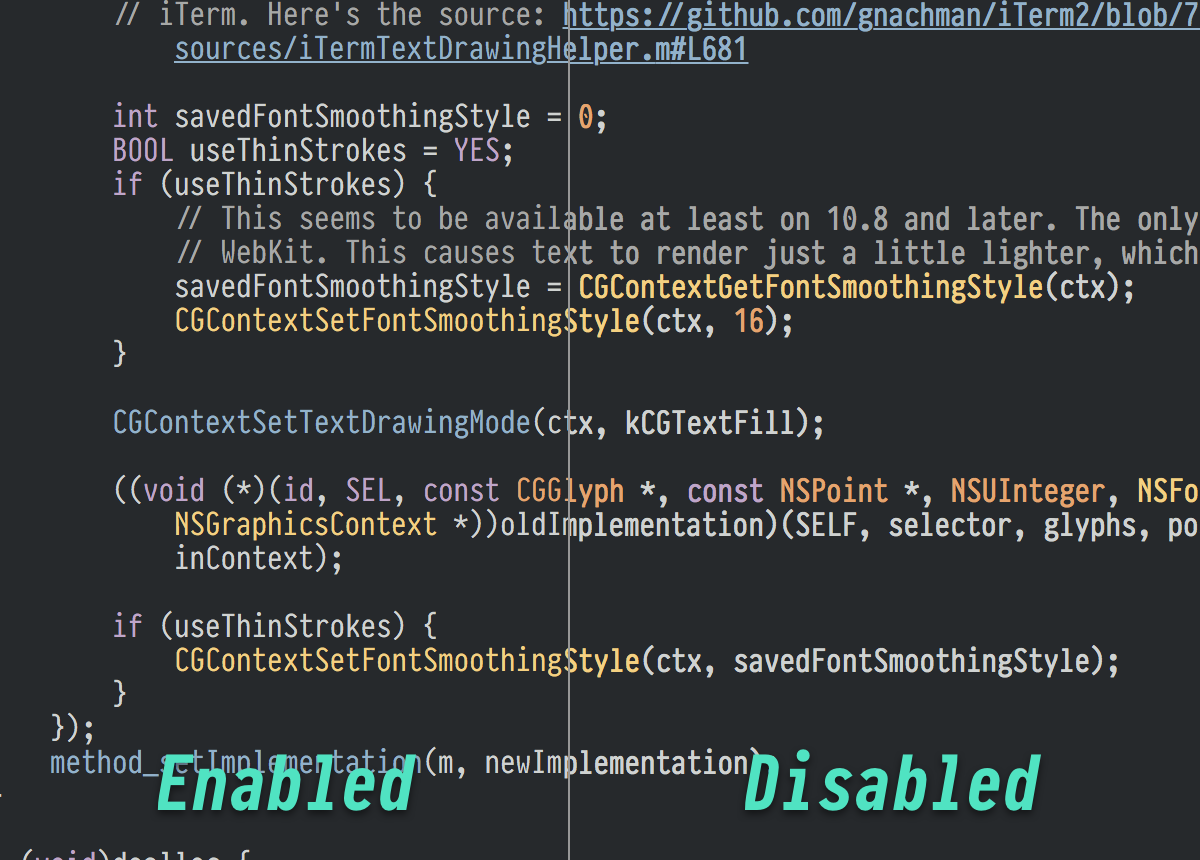 // iTerm. Here's the source: https://github.com/gnachman/iTerm2/blob/7
sources/iTermTextDrawingHelper.m#L681
int savedFontSmoothingStyle = 0;
BOOL useThinStrokes = YES;
if (useThinStrokes) {
// This seems to be available at least on 10.8 and later. The only
// WebKit. This causes text to render just a little lighter, which
savedFontSmoothingStyle = CGContextGetFontSmoothingStyle(ctx);
CGContextSetFontSmoothingStyle(ctx, 16);
}
CGContextSetTextDrawingMode(ctx, kCGTextFill);
((void (*)(id, SEL, const CGGlyph *, const NSPoint *, NSUInteger, NSFo
NSGraphicsContext *))oldImplementation)(SELF, selector, glyphs, po
inContext);
if (useThinStrokes) {
CGContextSetFontSmoothingStyle(ctx, savedFontSmoothingStyle);
}
});
method_setImplementation(m, newImplementation)
Enabled Disabled